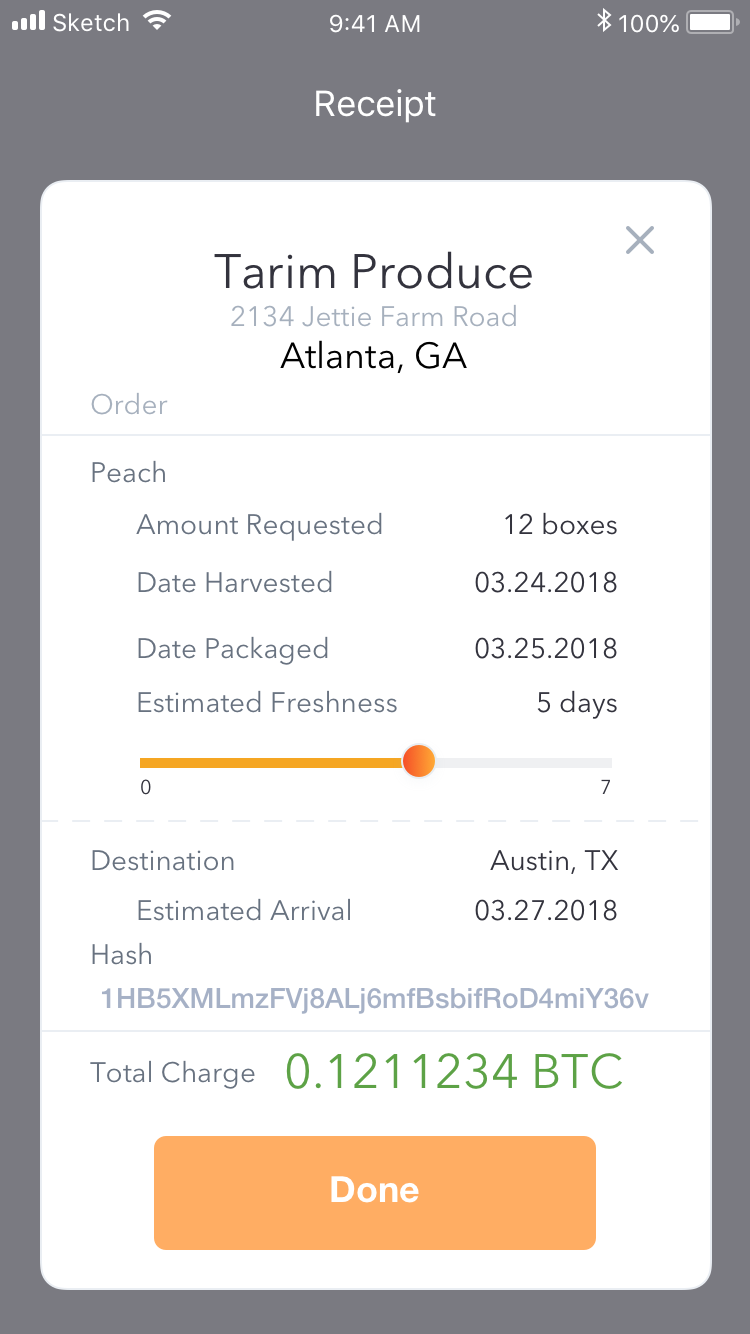 Sketch 9:41 AM 100%
Receipt
Tarim Produce
2134 Jettie Farm Road
Atlanta, GA
Order
Peach
Amount Requested 12 boxes
Date Harvested 03.24.2018
Date Packaged 03.25.2018
Estimated Freshness 5 days
0 7
Destination Austin, TX
Estimated Arrival 03.27.2018
Hash
1HB5XMLmzFVj8ALj6mfBsbifRoD4miY36v
Total Charge 0.1211234 BTC
Done